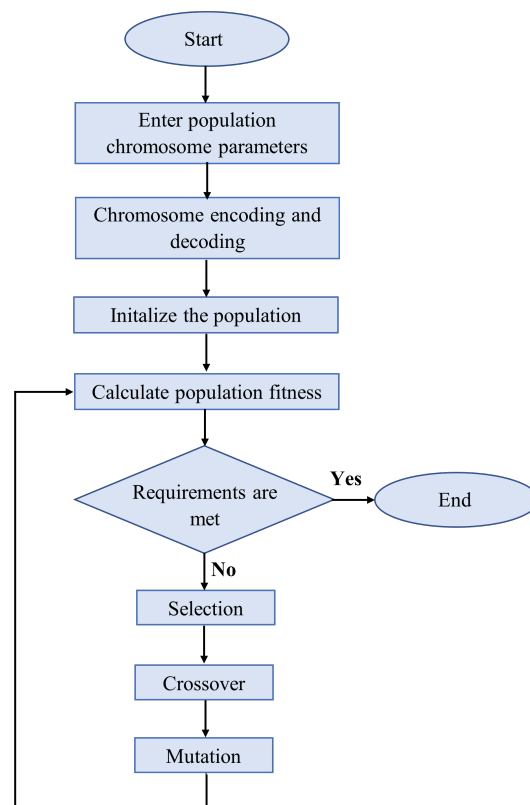 Start
Enter population
chromosome parameters
Chromosome encoding and
decoding
Initalize the population
Calculate population fitness
Requirements are
met
Yes
End
No
Selection
Crossover
Mutation